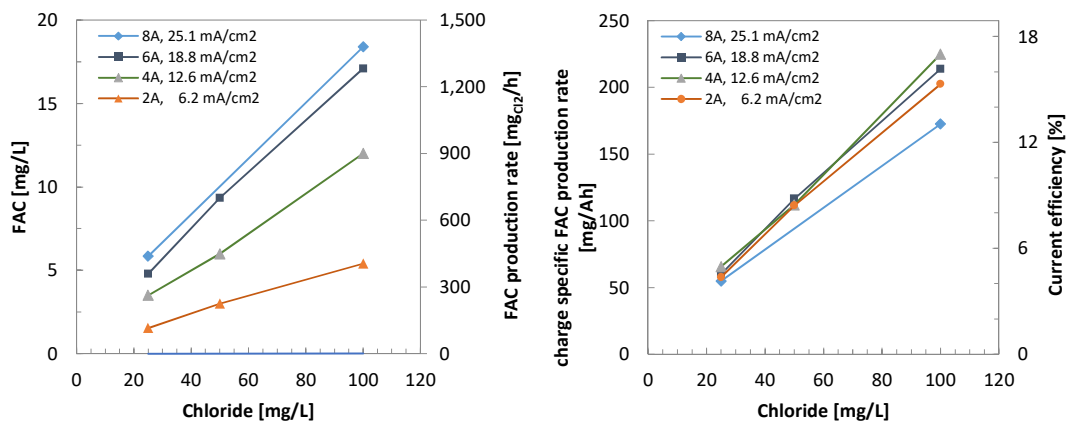 20
15
10
5
0
FAC [mg/L]
8A, 25.1 mA/cm2
6A, 18.8 mA/cm2
4A, 12.6 mA/cm2
2A, 6.2 mA/cm2
1,500
1,200
900
600
300
0
FAC production rate [mgCl2/h]
0 20 40 60 80 100 120
Chloride [mg/L]
250
200
150
100
50
0
charge specific FAC production rate
[mg/Ah]
8A, 25.1 mA/cm2
6A, 18.8 mA/cm2
4A, 12.6 mA/cm2
2A, 6.2 mA/cm2
18
12
6
0
Current efficiency [%]
0 20 40 60 80 100 120
Chloride [mg/L]